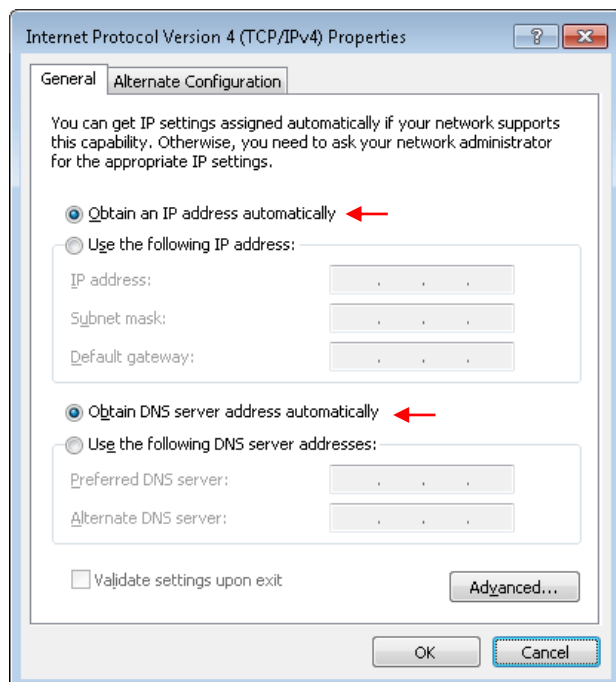 Internet Protocol Version 4 (TCP/IPv4) Properties
?
General
Alternate Configuration
You can get IP settings assigned automatically if your network supports
this capability. Otherwise, you need to ask your network administrator
for the appropriate IP settings.
Obtain an IP address automatically
Use the following IP address:
IP address:
Subnet mask:
Default gateway:
Obtain DNS server address automatically
Use the following DNS server addresses:
Preferred DNS server:
Alternate DNS server:
Validate settings upon exit
Advanced...
OK
Cancel